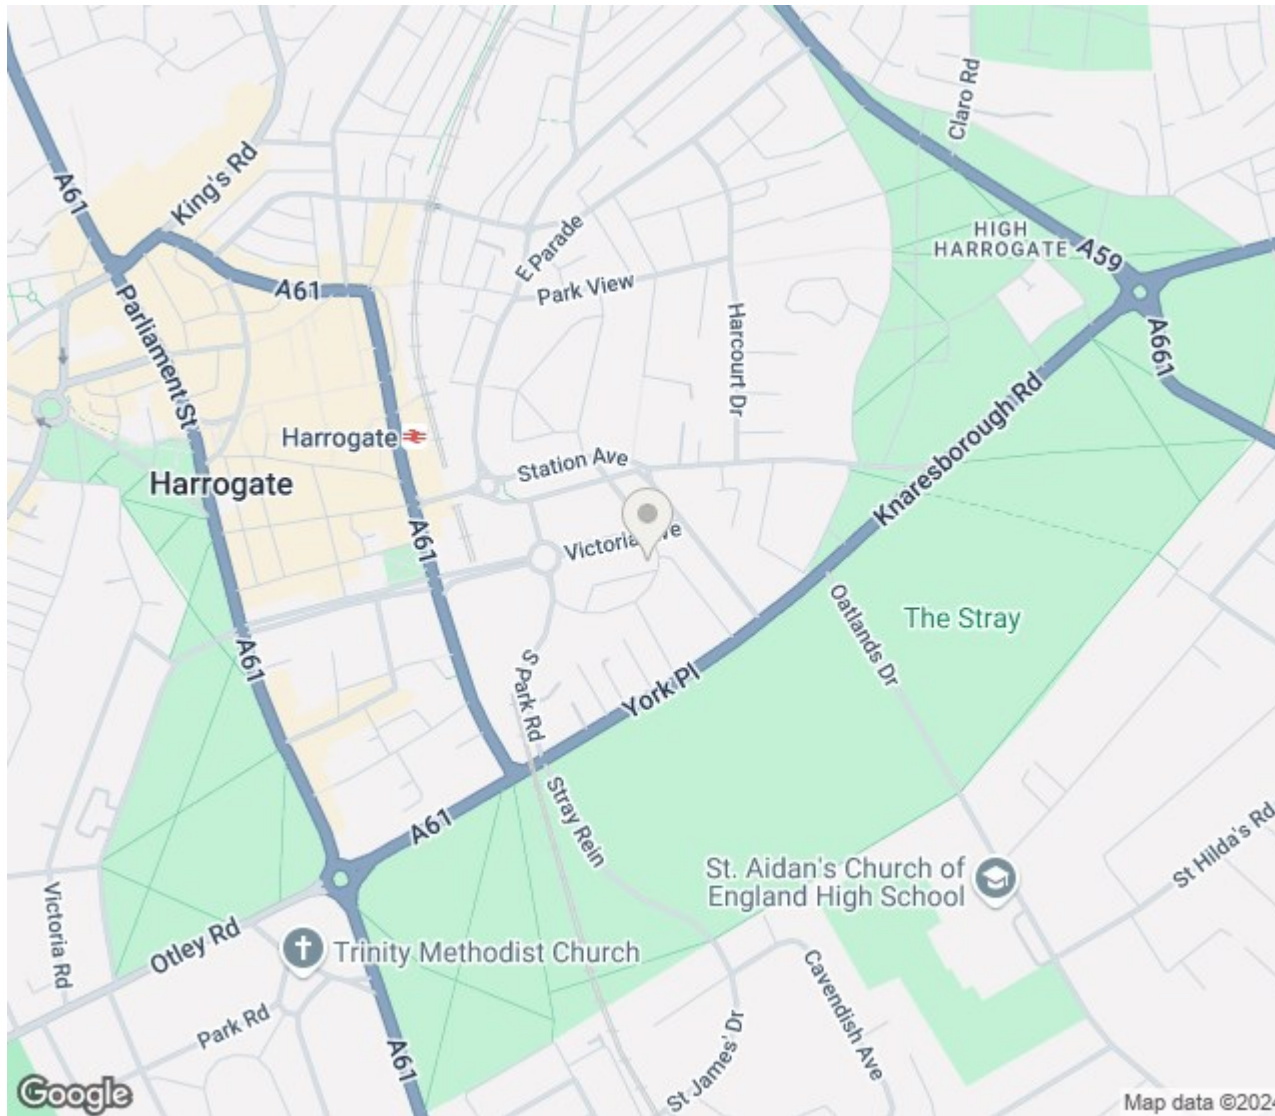 Claro Rd
A61
King's Rd
HIGH
HARROGATE
A59
E Parade
Park View
A61
Parliament St
Harcourt Dr
A661
Knaresborough Rd
Harrogate
Station Ave
Harrogate
A61
Victoria Ave
Oatlands Dr
The Stray
A61
S Park Rd
York Pl
A61
Stray Rein
St. Aidan's Church of
England High School
St Hilda's Rd
Victoria Rd
Otley Rd
Trinity Methodist Church
Cavendish Ave
Park Rd
A61
St James' Dr
Google
Map data ©2024